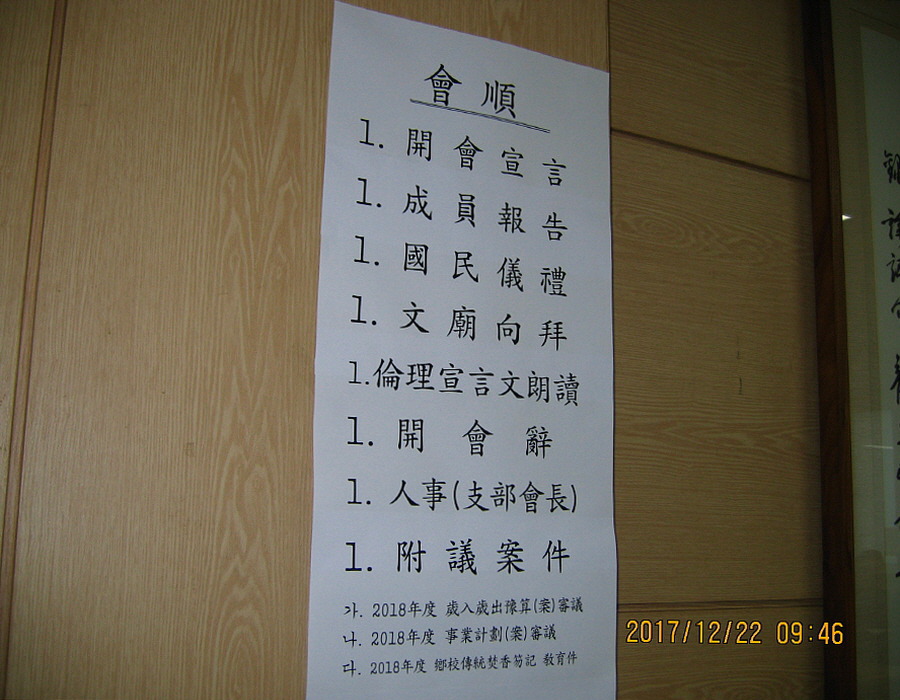 會順
1. 開會宣言
1. 成員報告
1. 國民儀禮
1. 文廟向拜
1. 倫理宣言文朗讀
1. 開會辭
1. 人事(支部會長)
1. 附議案件
가. 2018年度 歲入歲出豫算(案)審議
나. 2018年度 事業計劃(案)審議
다. 2018年度 鄕校傳統焚香笏記 敎育件
2017/12/22 09:46